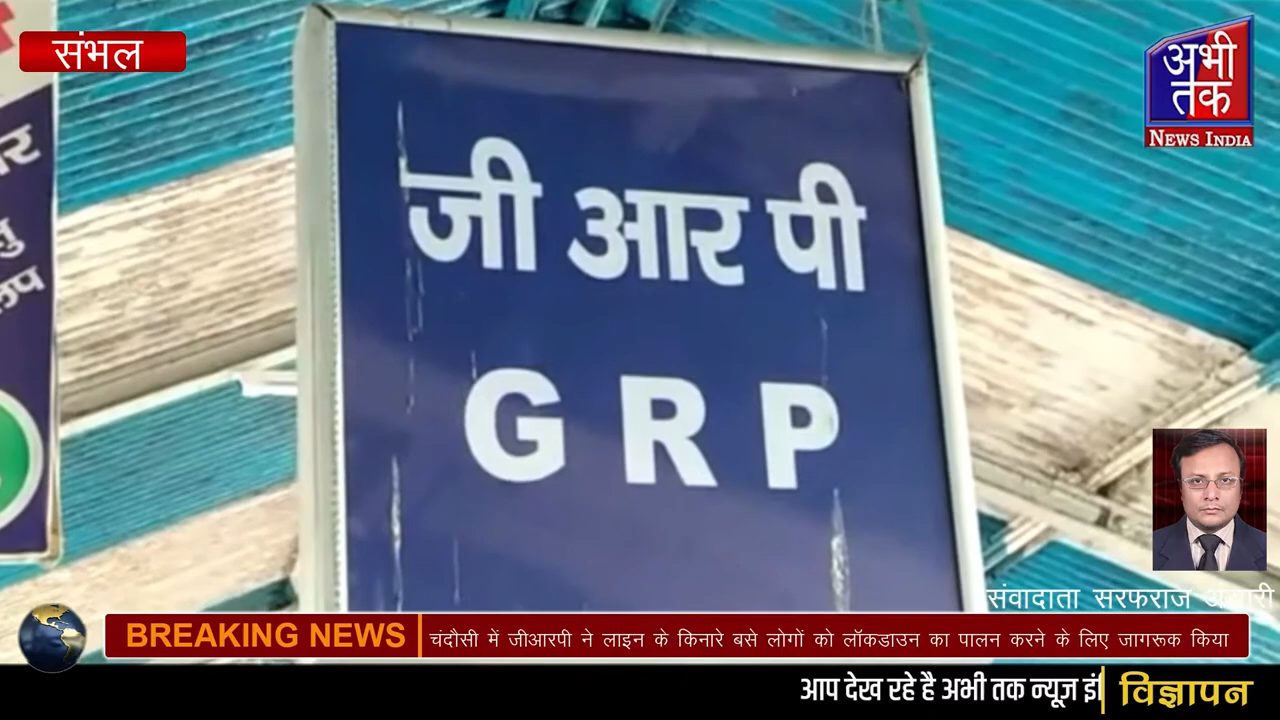 संभल
अभी
तक
NEWS INDIA
जी आर पी
G R P
संवादाता सरफराज
BREAKING NEWS
चंदौसी में जीआरपी ने लाइन के किनारे बसे लोगों को लॉकडाउन का पालन करने के लिए जागरूक किया
आप देख रहे है अभी तक न्यूज़ इं
विज्ञापन